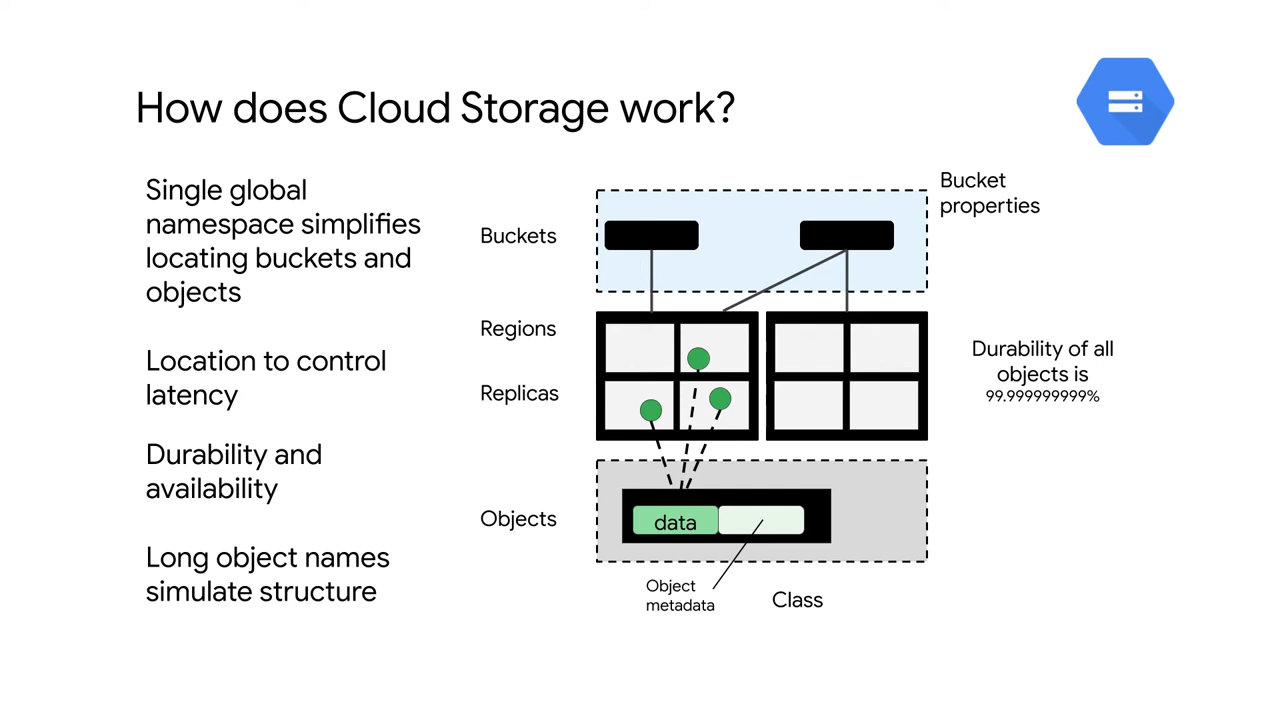 How does Cloud Storage work?
Single global
namespace simplifies
locating buckets and
objects
Location to control
latency
Durability and
availability
Long object names
simulate structure
Bucket
properties
Buckets
Regions
Replicas
Durability of all
objects is
99.999999999%
Objects
data
Object
metadata
Class